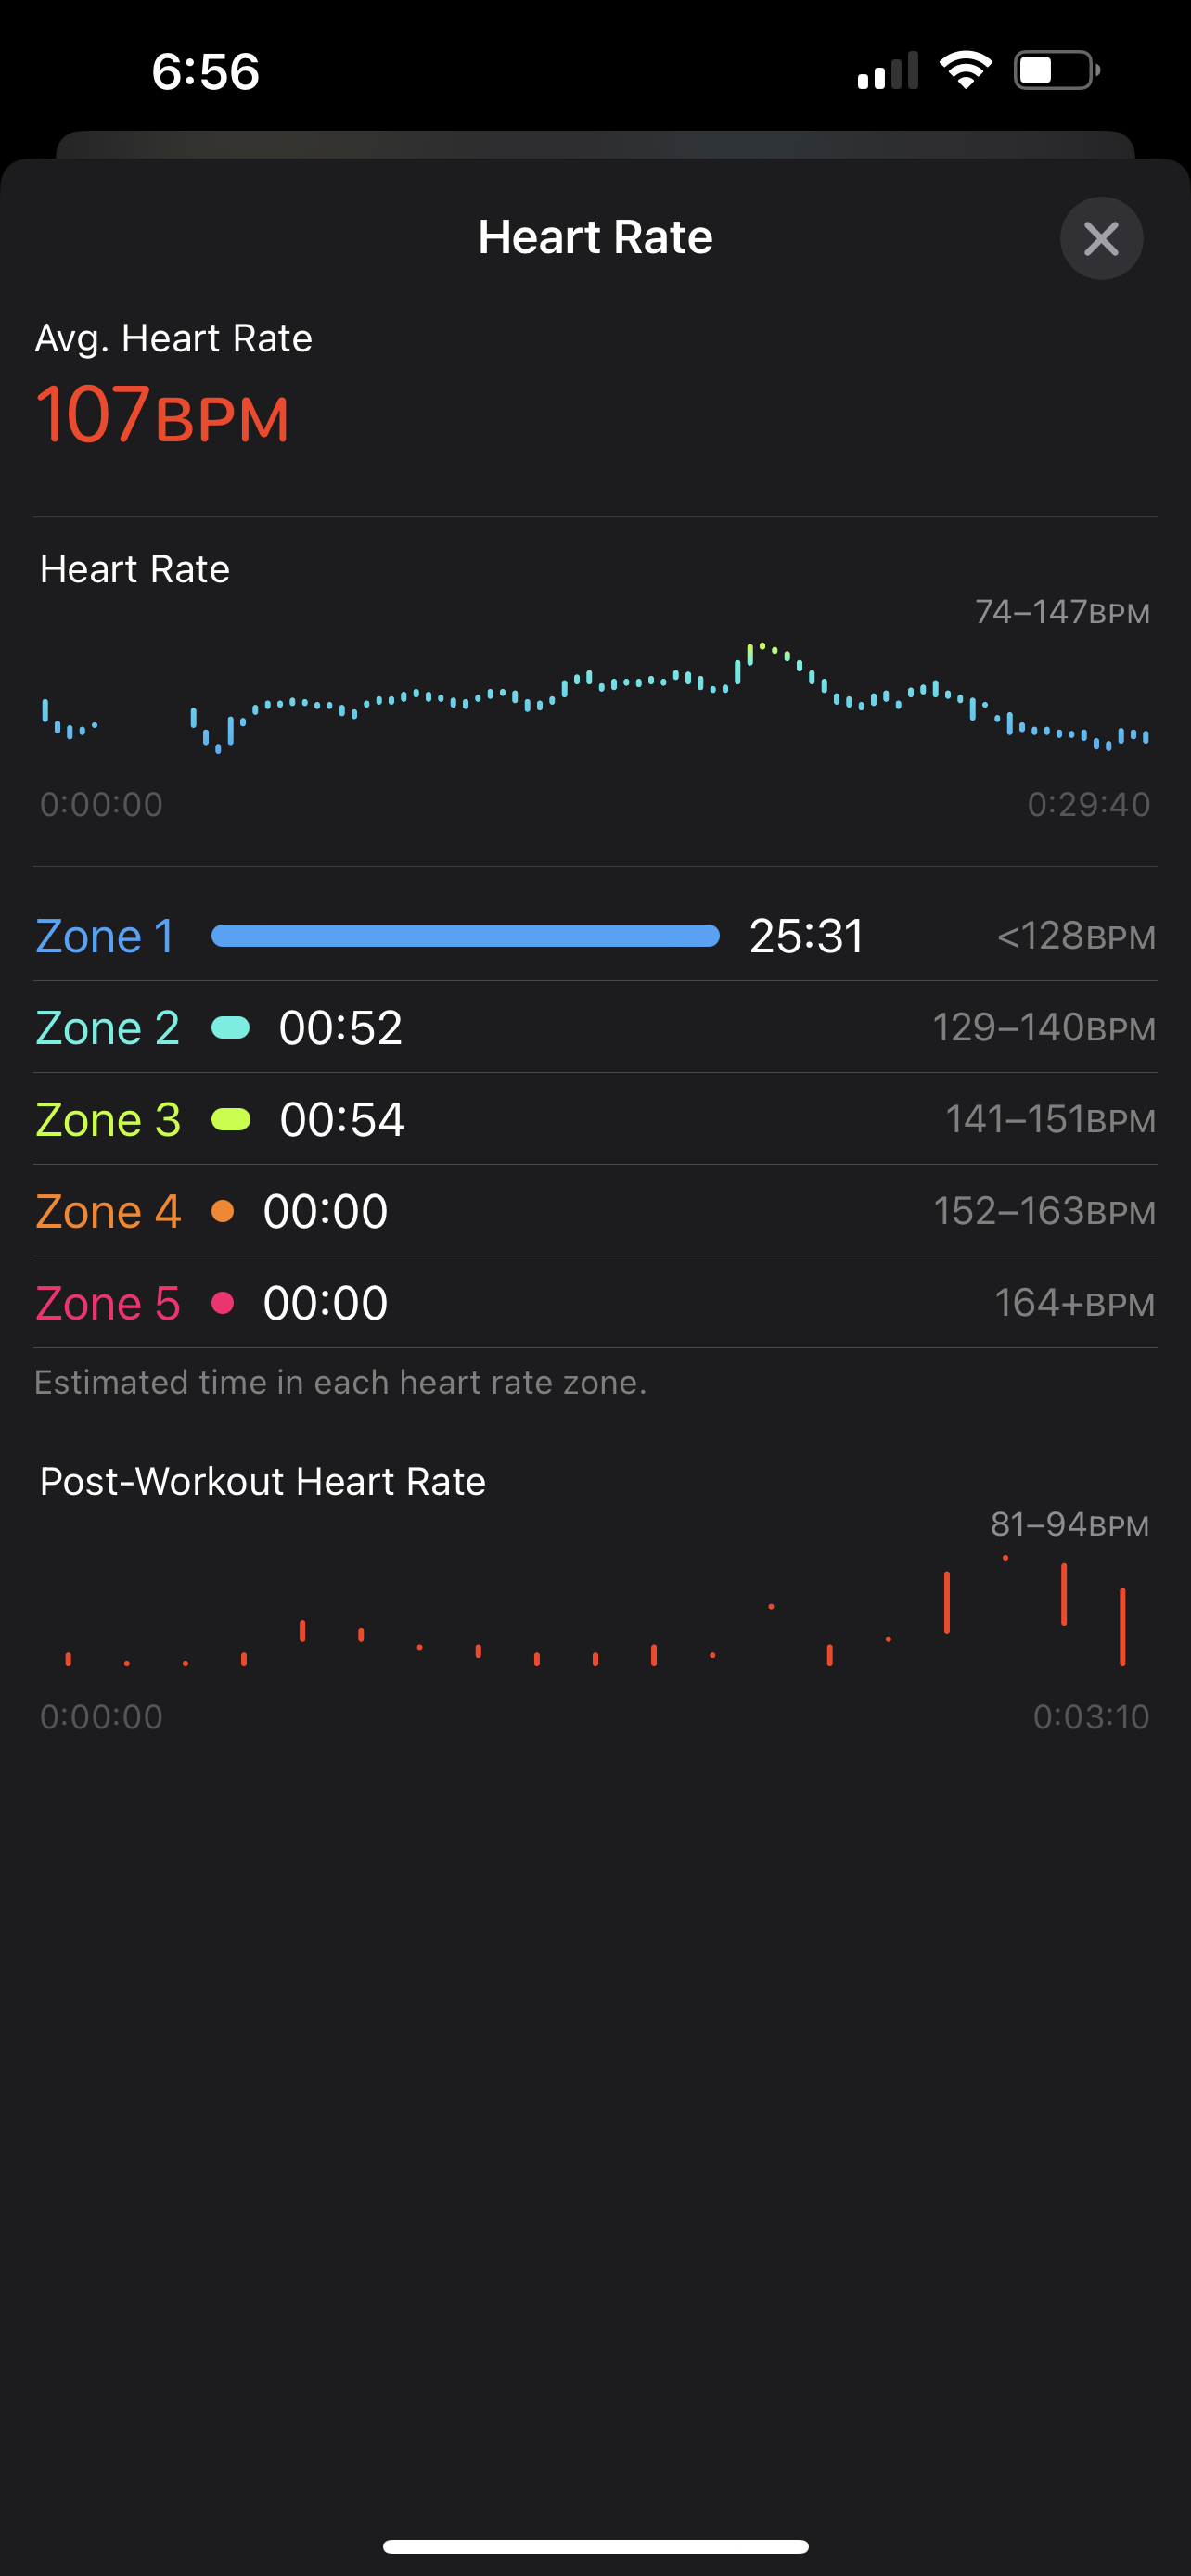 6:56
Heart Rate
Avg. Heart Rate
107BPM
Heart Rate
74–147BPM
0:00:00 0:29:40
Zone 1 25:31 <128BPM
Zone 2 00:52 129–140BPM
Zone 3 00:54 141–151BPM
Zone 4 00:00 152–163BPM
Zone 5 00:00 164+BPM
Estimated time in each heart rate zone.
Post-Workout Heart Rate
81–94BPM
0:00:00 0:03:10